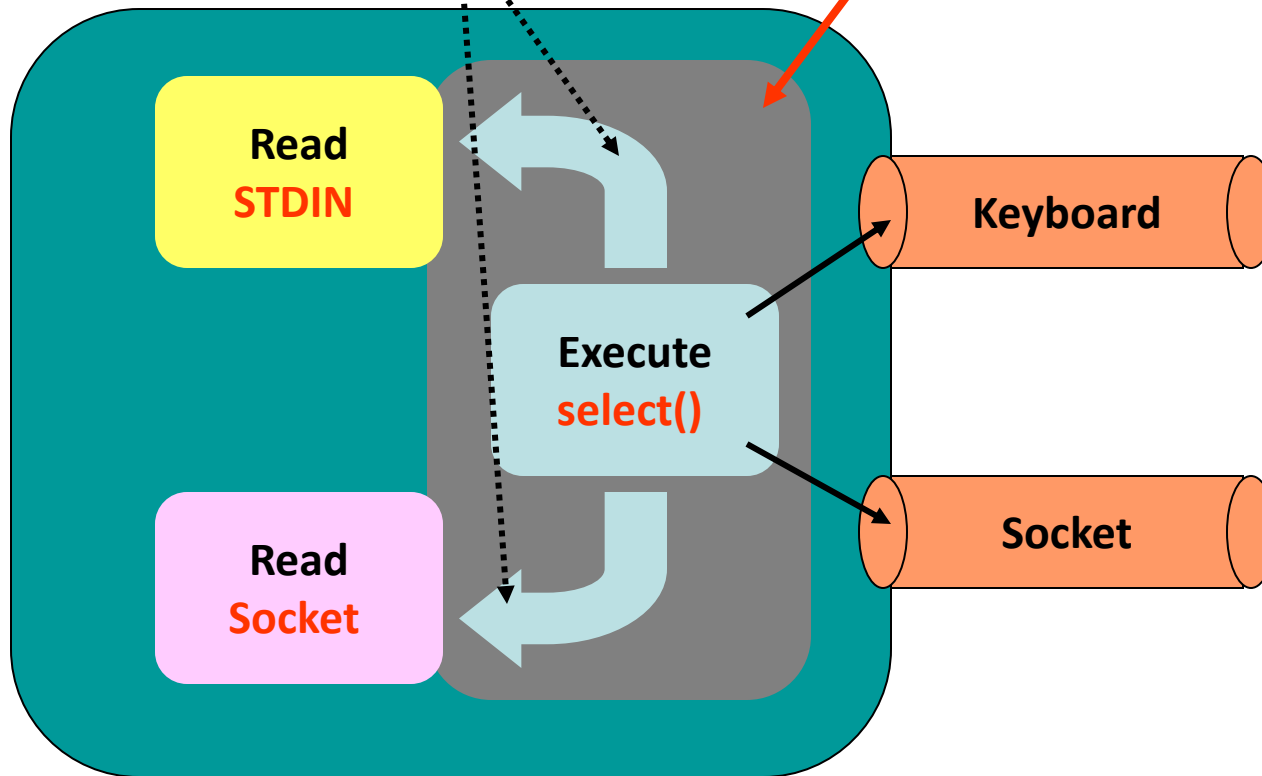 Read
STDIN
Keyboard
Execute
select()
Socket
Read
Socket